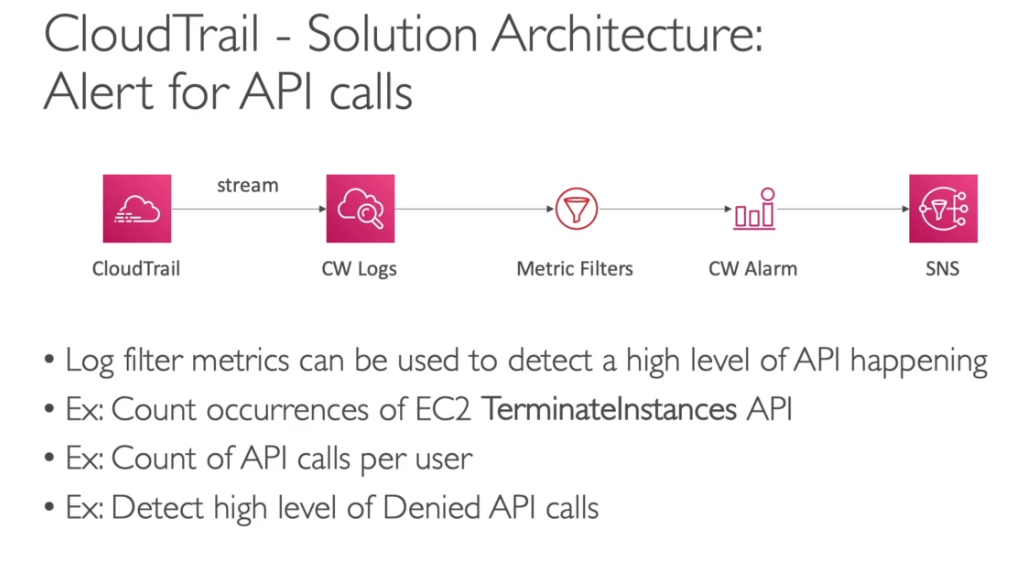 CloudTrail - Solution Architecture:
Alert for API calls
stream
CloudTrail
CW Logs
Metric Filters
CW Alarm
SNS
• Log filter metrics can be used to detect a high level of API happening
• Ex: Count occurrences of EC2 TerminateInstances API
• Ex: Count of API calls per user
• Ex: Detect high level of Denied API calls